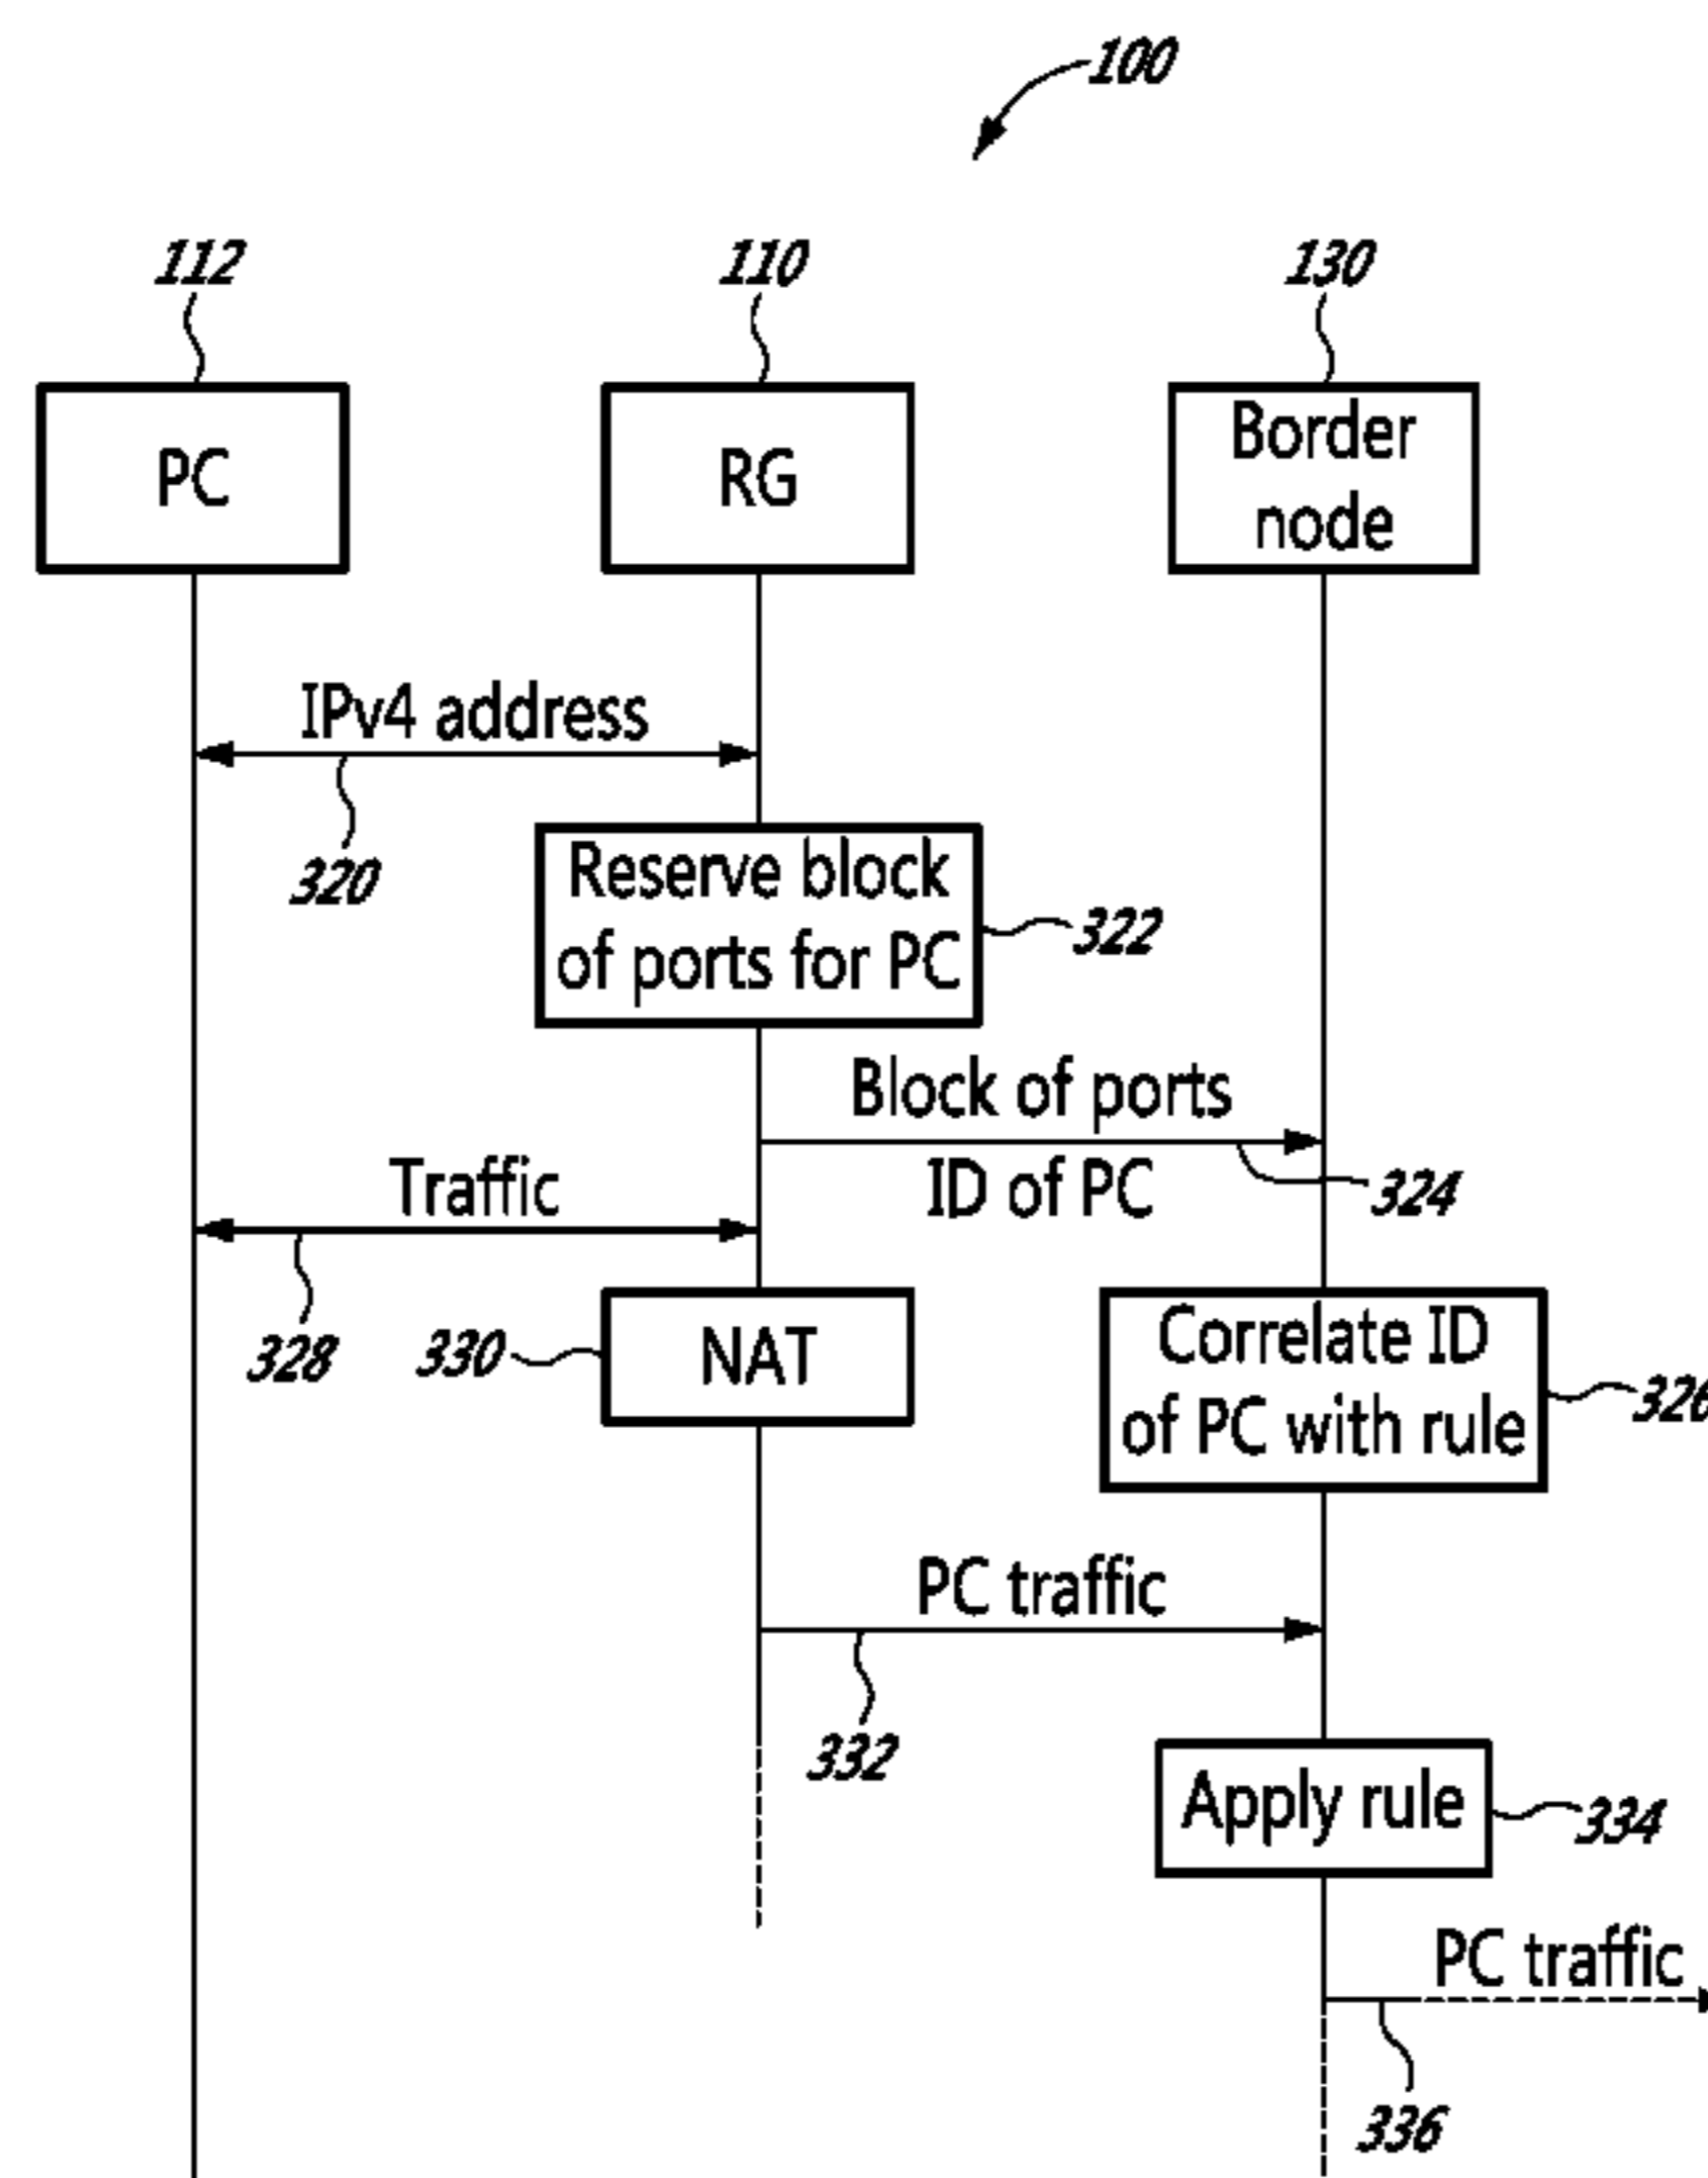 100
112
110
130
PC
RG
Border
node
IPv4 address
320
Reserve block
of ports for PC
322
Block of ports
ID of PC
324
Traffic
328
330
NAT
Correlate ID
of PC with rule
326
PC traffic
332
Apply rule
334
PC traffic
336